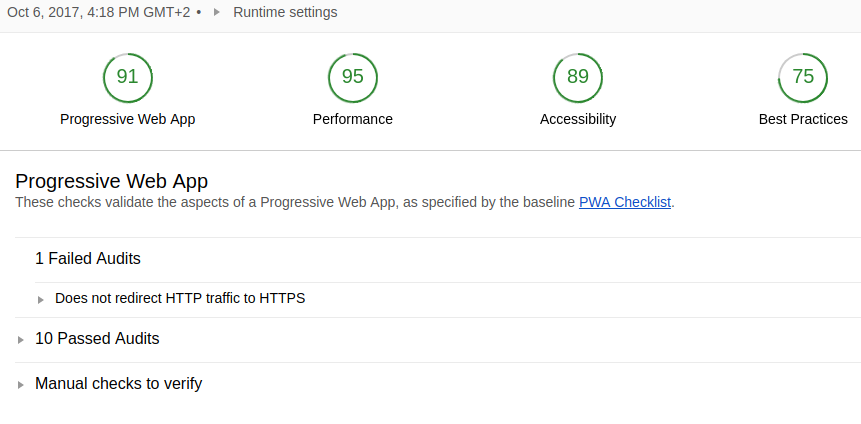 Oct 6, 2017, 4:18 PM GMT+2 • Runtime settings
91 95 89 75
Progressive Web App Performance Accessibility Best Practices
Progressive Web App
These checks validate the aspects of a Progressive Web App, as specified by the baseline PWA Checklist.
1 Failed Audits
Does not redirect HTTP traffic to HTTPS
10 Passed Audits
Manual checks to verify